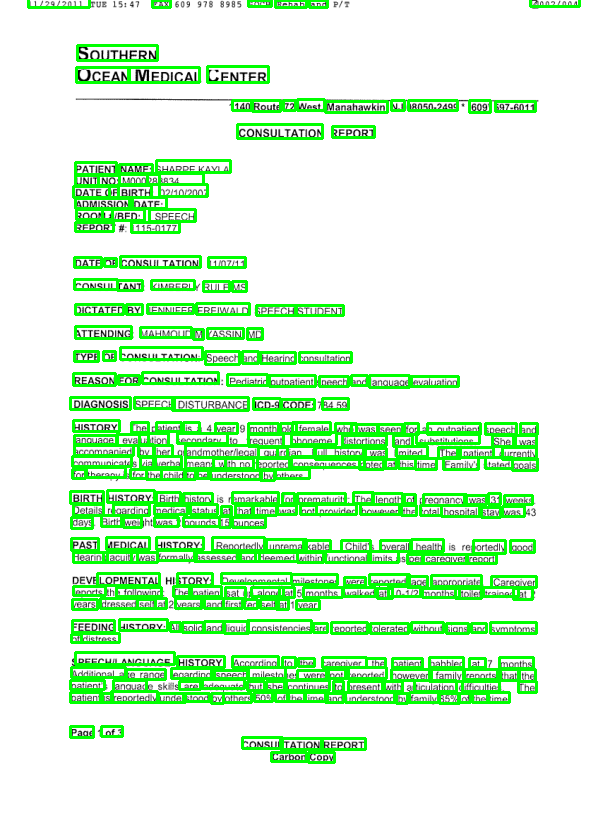 11/29/2011 TUE 15:47 FAX 609 978 8985 SOCH Rehab and P/T 002/004
SOUTHERN
OCEAN MEDICAL CENTER
1140 Route 72 West, Manahawkin NJ 08050-2499 * 609 597-6011
CONSULTATION REPORT
PATIENT NAME: SHARPE,KAYLA
UNIT NO:
DATE OF BIRTH 02/10/2007
ADMISSION DATE:
ROOM #/BED: SPEECH
REPORT #: 1115-0177
DATE OF CONSULTATION 11/07/11
CONSULTANT KIMBERLY RULE MS
DICTATED BY JENNIFER FREIWALD SPEECH STUDENT
ATTENDING MAHMOUD M YASSIN, MD
TYPE OF CONSULTATION: Speech and Hearing consultation
REASON FOR CONSULTATION: Pediatric outpatient speech and language evaluation
DIAGNOSIS SPEECH DISTURBANCE ICD-9 CODE: 784.59
HISTORY The patient is a 4 year 9 month old female who was seen for an outpatient speech and
language evaluation secondary to frequent phoneme distortions and substitutions. She was
accompanied by her grandmother/legal guardian. Full history was limited. The patient currently
communicates via verbal means with no reported consequences noted at this time. Family's stated goals
for therapy is for the child to be understood by others.
BIRTH HISTORY: Birth history is remarkable for prematurity. The length of pregnancy was 31 weeks.
Details regarding medical status at that time was not provided however the total hospital stay was 43
days. Birth weight was 2 pounds 15 ounces
PAST MEDICAL HISTORY: Reportedly unremarkable. Child's overall health is reportedly good
Hearing acuity was formally assessed and deemed within functional limits as per caregiver report
DEVELOPMENTAL HISTORY: Developmental milestones were reported age appropriate. Caregiver
reports the following: The patient sat up alone at 5 months, walked at 10-1/2 months, toilet trained at 2
years, dressed self at 2 years and first fed self at 1 year.
FEEDING HISTORY: All solid and liquid consistencies are reported tolerated without signs and symptoms
of distress.
SPEECH/LANGUAGE HISTORY According to the caregiver the patient babbled at 7 months
Additional age range regarding speech milestones were not reported, however family reports that the
patient's language skills are adequate but she continues to present with articulation difficulties. The
patient is reportedly understood by others 50% of the time and understood by family 85% of the time
Page 1 of 3
CONSULTATION REPORT
Carbon Copy